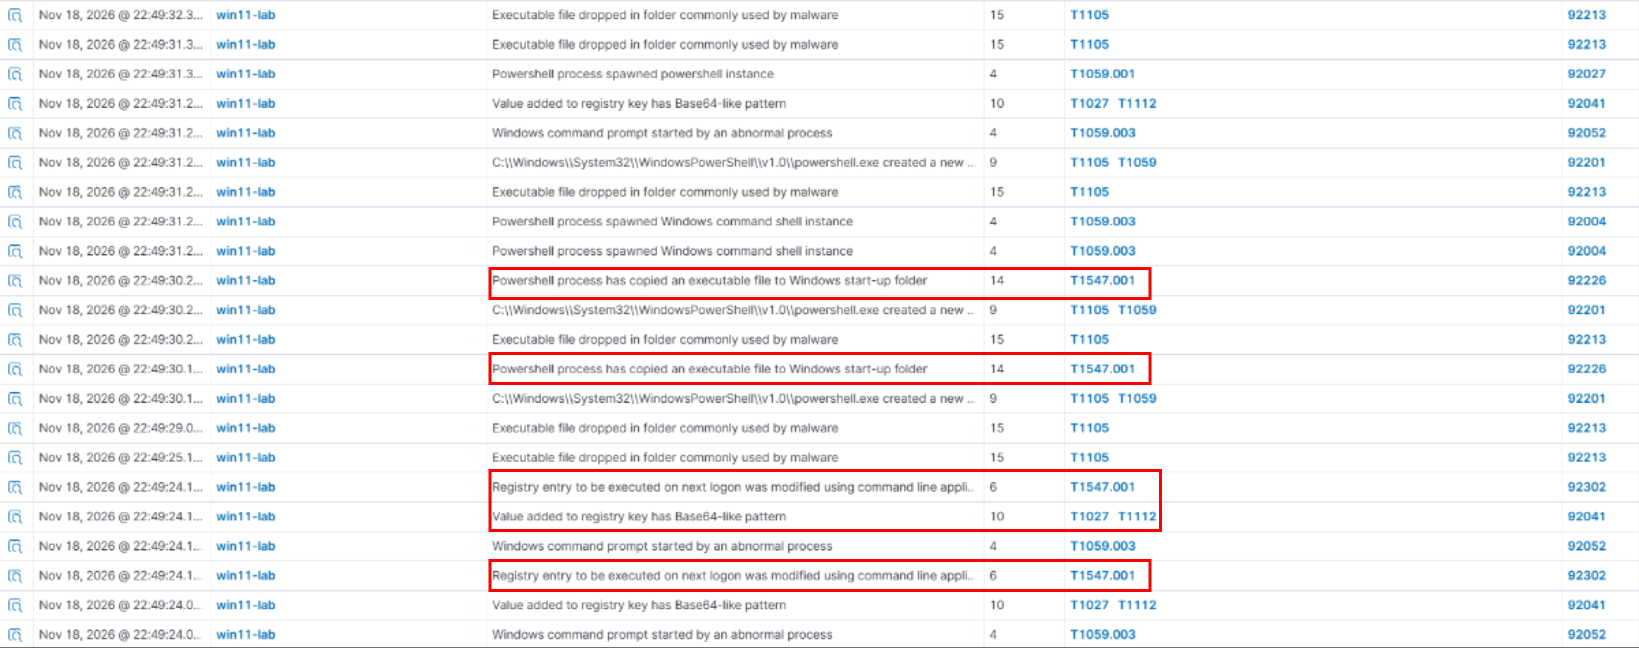 Nov 18, 2026 @ 22:49:32.3... win11-lab Executable file dropped in folder commonly used by malware 15 T1105 92213
Nov 18, 2026 @ 22:49:31.3... win11-lab Executable file dropped in folder commonly used by malware 15 T1105 92213
Nov 18, 2026 @ 22:49:31.3... win11-lab Powershell process spawned powershell instance 4 T1059.001 92027
Nov 18, 2026 @ 22:49:31.2... win11-lab Value added to registry key has Base64-like pattern 10 T1027 T1112 92041
Nov 18, 2026 @ 22:49:31.2... win11-lab Windows command prompt started by an abnormal process 4 T1059.003 92052
Nov 18, 2026 @ 22:49:31.2... win11-lab C:\\Windows\\System32\\WindowsPowerShell\\v1.0\\powershell.exe created a new ... 9 T1105 T1059 92201
Nov 18, 2026 @ 22:49:31.2... win11-lab Executable file dropped in folder commonly used by malware 15 T1105 92213
Nov 18, 2026 @ 22:49:31.2... win11-lab Powershell process spawned Windows command shell instance 4 T1059.003 92004
Nov 18, 2026 @ 22:49:31.2... win11-lab Powershell process spawned Windows command shell instance 4 T1059.003 92004
Nov 18, 2026 @ 22:49:30.2... win11-lab Powershell process has copied an executable file to Windows start-up folder 14 T1547.001 92226
Nov 18, 2026 @ 22:49:30.2... win11-lab C:\\Windows\\System32\\WindowsPowerShell\\v1.0\\powershell.exe created a new ... 9 T1105 T1059 92201
Nov 18, 2026 @ 22:49:30.2... win11-lab Executable file dropped in folder commonly used by malware 15 T1105 92213
Nov 18, 2026 @ 22:49:30.1... win11-lab Powershell process has copied an executable file to Windows start-up folder 14 T1547.001 92226
Nov 18, 2026 @ 22:49:30.1... win11-lab C:\\Windows\\System32\\WindowsPowerShell\\v1.0\\powershell.exe created a new ... 9 T1105 T1059 92201
Nov 18, 2026 @ 22:49:29.0... win11-lab Executable file dropped in folder commonly used by malware 15 T1105 92213
Nov 18, 2026 @ 22:49:25.1... win11-lab Executable file dropped in folder commonly used by malware 15 T1105 92213
Nov 18, 2026 @ 22:49:24.1... win11-lab Registry entry to be executed on next logon was modified using command line appli... 6 T1547.001 92302
Nov 18, 2026 @ 22:49:24.1... win11-lab Value added to registry key has Base64-like pattern 10 T1027 T1112 92041
Nov 18, 2026 @ 22:49:24.1... win11-lab Windows command prompt started by an abnormal process 4 T1059.003 92052
Nov 18, 2026 @ 22:49:24.1... win11-lab Registry entry to be executed on next logon was modified using command line appli... 6 T1547.001 92302
Nov 18, 2026 @ 22:49:24.0... win11-lab Value added to registry key has Base64-like pattern 10 T1027 T1112 92041
Nov 18, 2026 @ 22:49:24.0... win11-lab Windows command prompt started by an abnormal process 4 T1059.003 92052